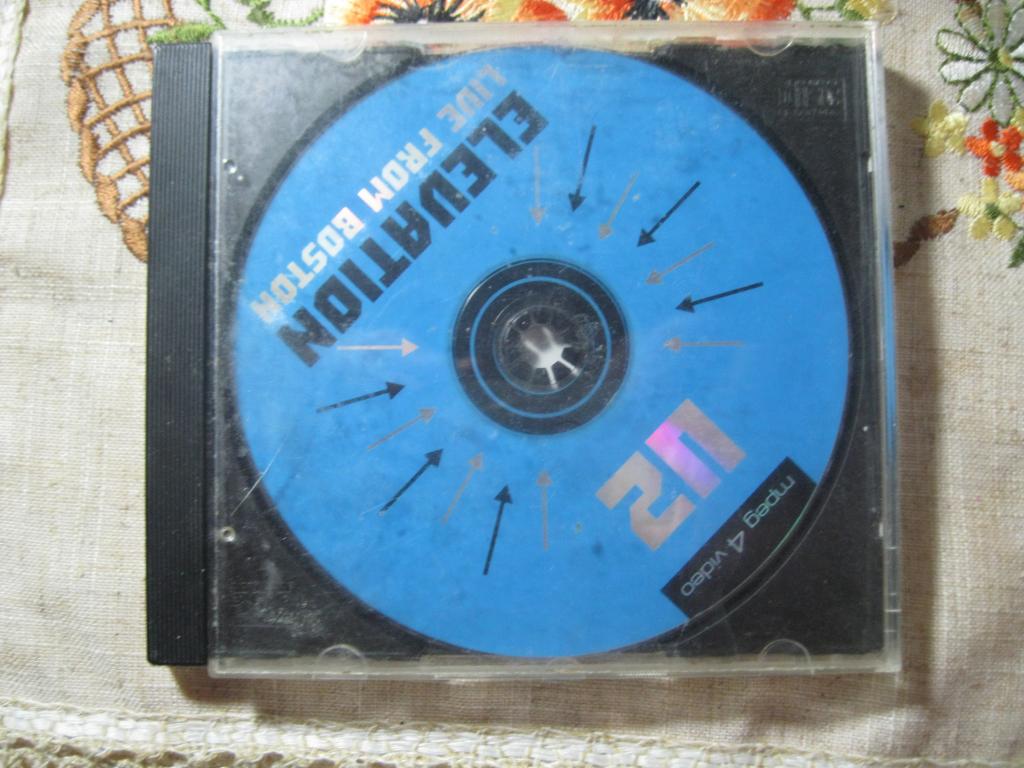 ELEVATION
LIVE FROM BOSTON
U2
mpeg 4 video